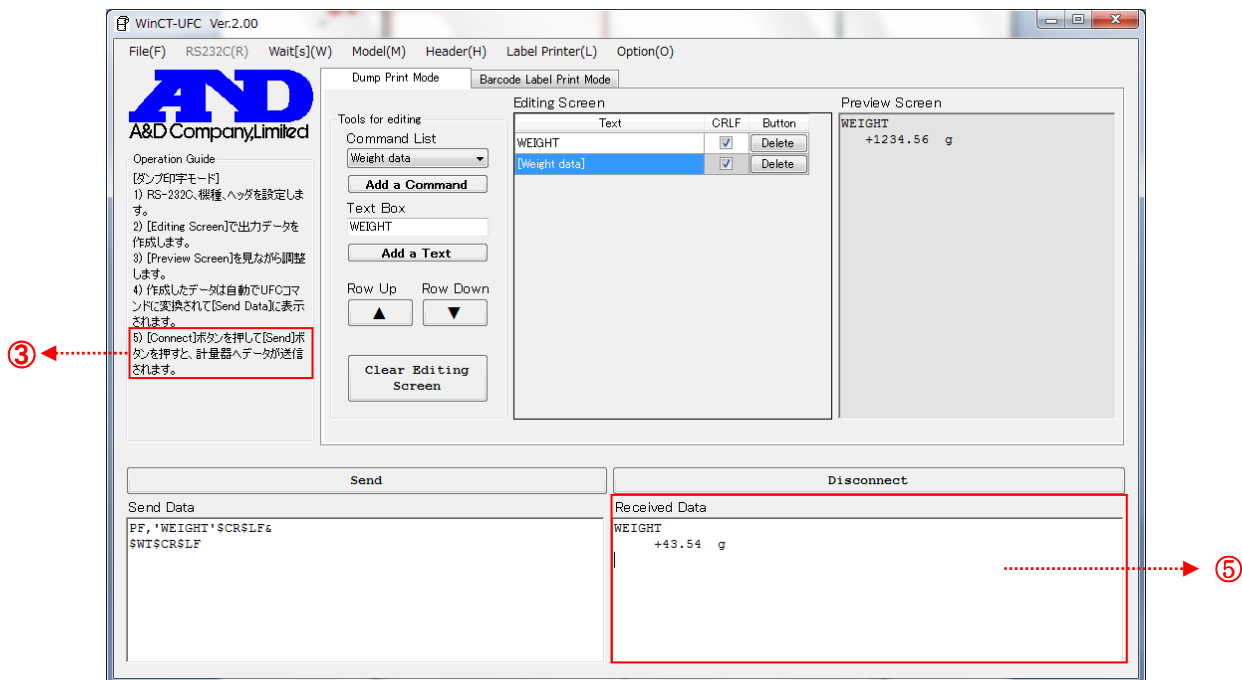 WinCT-UFC Ver.2.00
File(F) RS232C(R) Wait[s](W) Model(M) Header(H) Label Printer(L) Option(O)
AND
A&D Company,Limited
Operation Guide
[ダンプ印字モード]
1) RS-232C、機種、ヘッダを設定しま
す。
2) [Editing Screen]で出力データを
作成します。
3) [Preview Screen]を見ながら調整
します。
4) 作成したデータは自動でUFCコマ
ンドに変換されて[Send Data]に表示
されます。
5) [Connect]ボタンを押して[Send]ボ
タンを押すと、計量器へデータが送信
されます。
③
Dump Print Mode Barcode Label Print Mode
Tools for editing
Command List
Weight data
Add a Command
Text Box
WEIGHT
Add a Text
Row Up Row Down
▲ ▼
Clear Editing
Screen
Editing Screen
Text CRLF Button
WEIGHT Delete
[Weight data] Delete
Preview Screen
WEIGHT
+1234.56 g
Send
Disconnect
Send Data
PF,'WEIGHT'$CR$LF&
$WT$CR$LF
Received Data
WEIGHT
+43.54 g
⑤